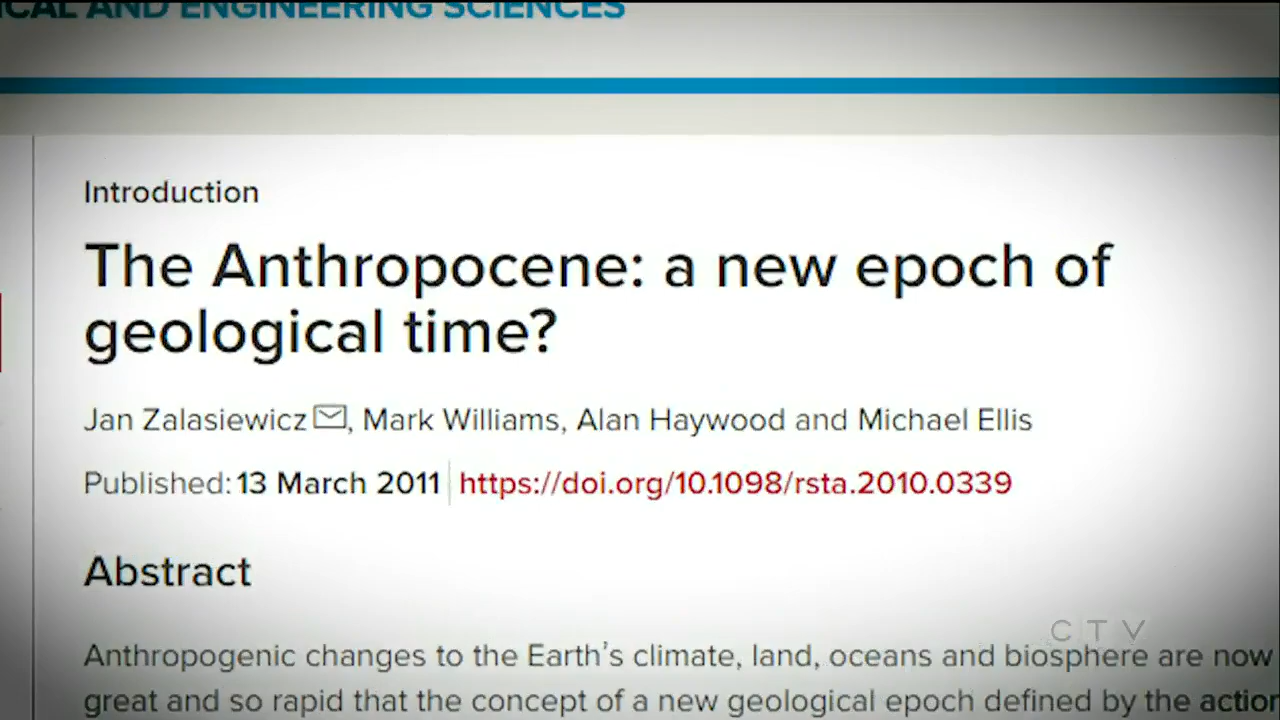 ICAL AND ENGINEERING SCIENCES
Introduction
The Anthropocene: a new epoch of
geological time?
Jan Zalasiewicz, Mark Williams, Alan Haywood and Michael Ellis
Published: 13 March 2011 https://doi.org/10.1098/rsta.2010.0339
Abstract
CTV
Anthropogenic changes to the Earth's climate, land, oceans and biosphere are now
great and so rapid that the concept of a new geological epoch defined by the action